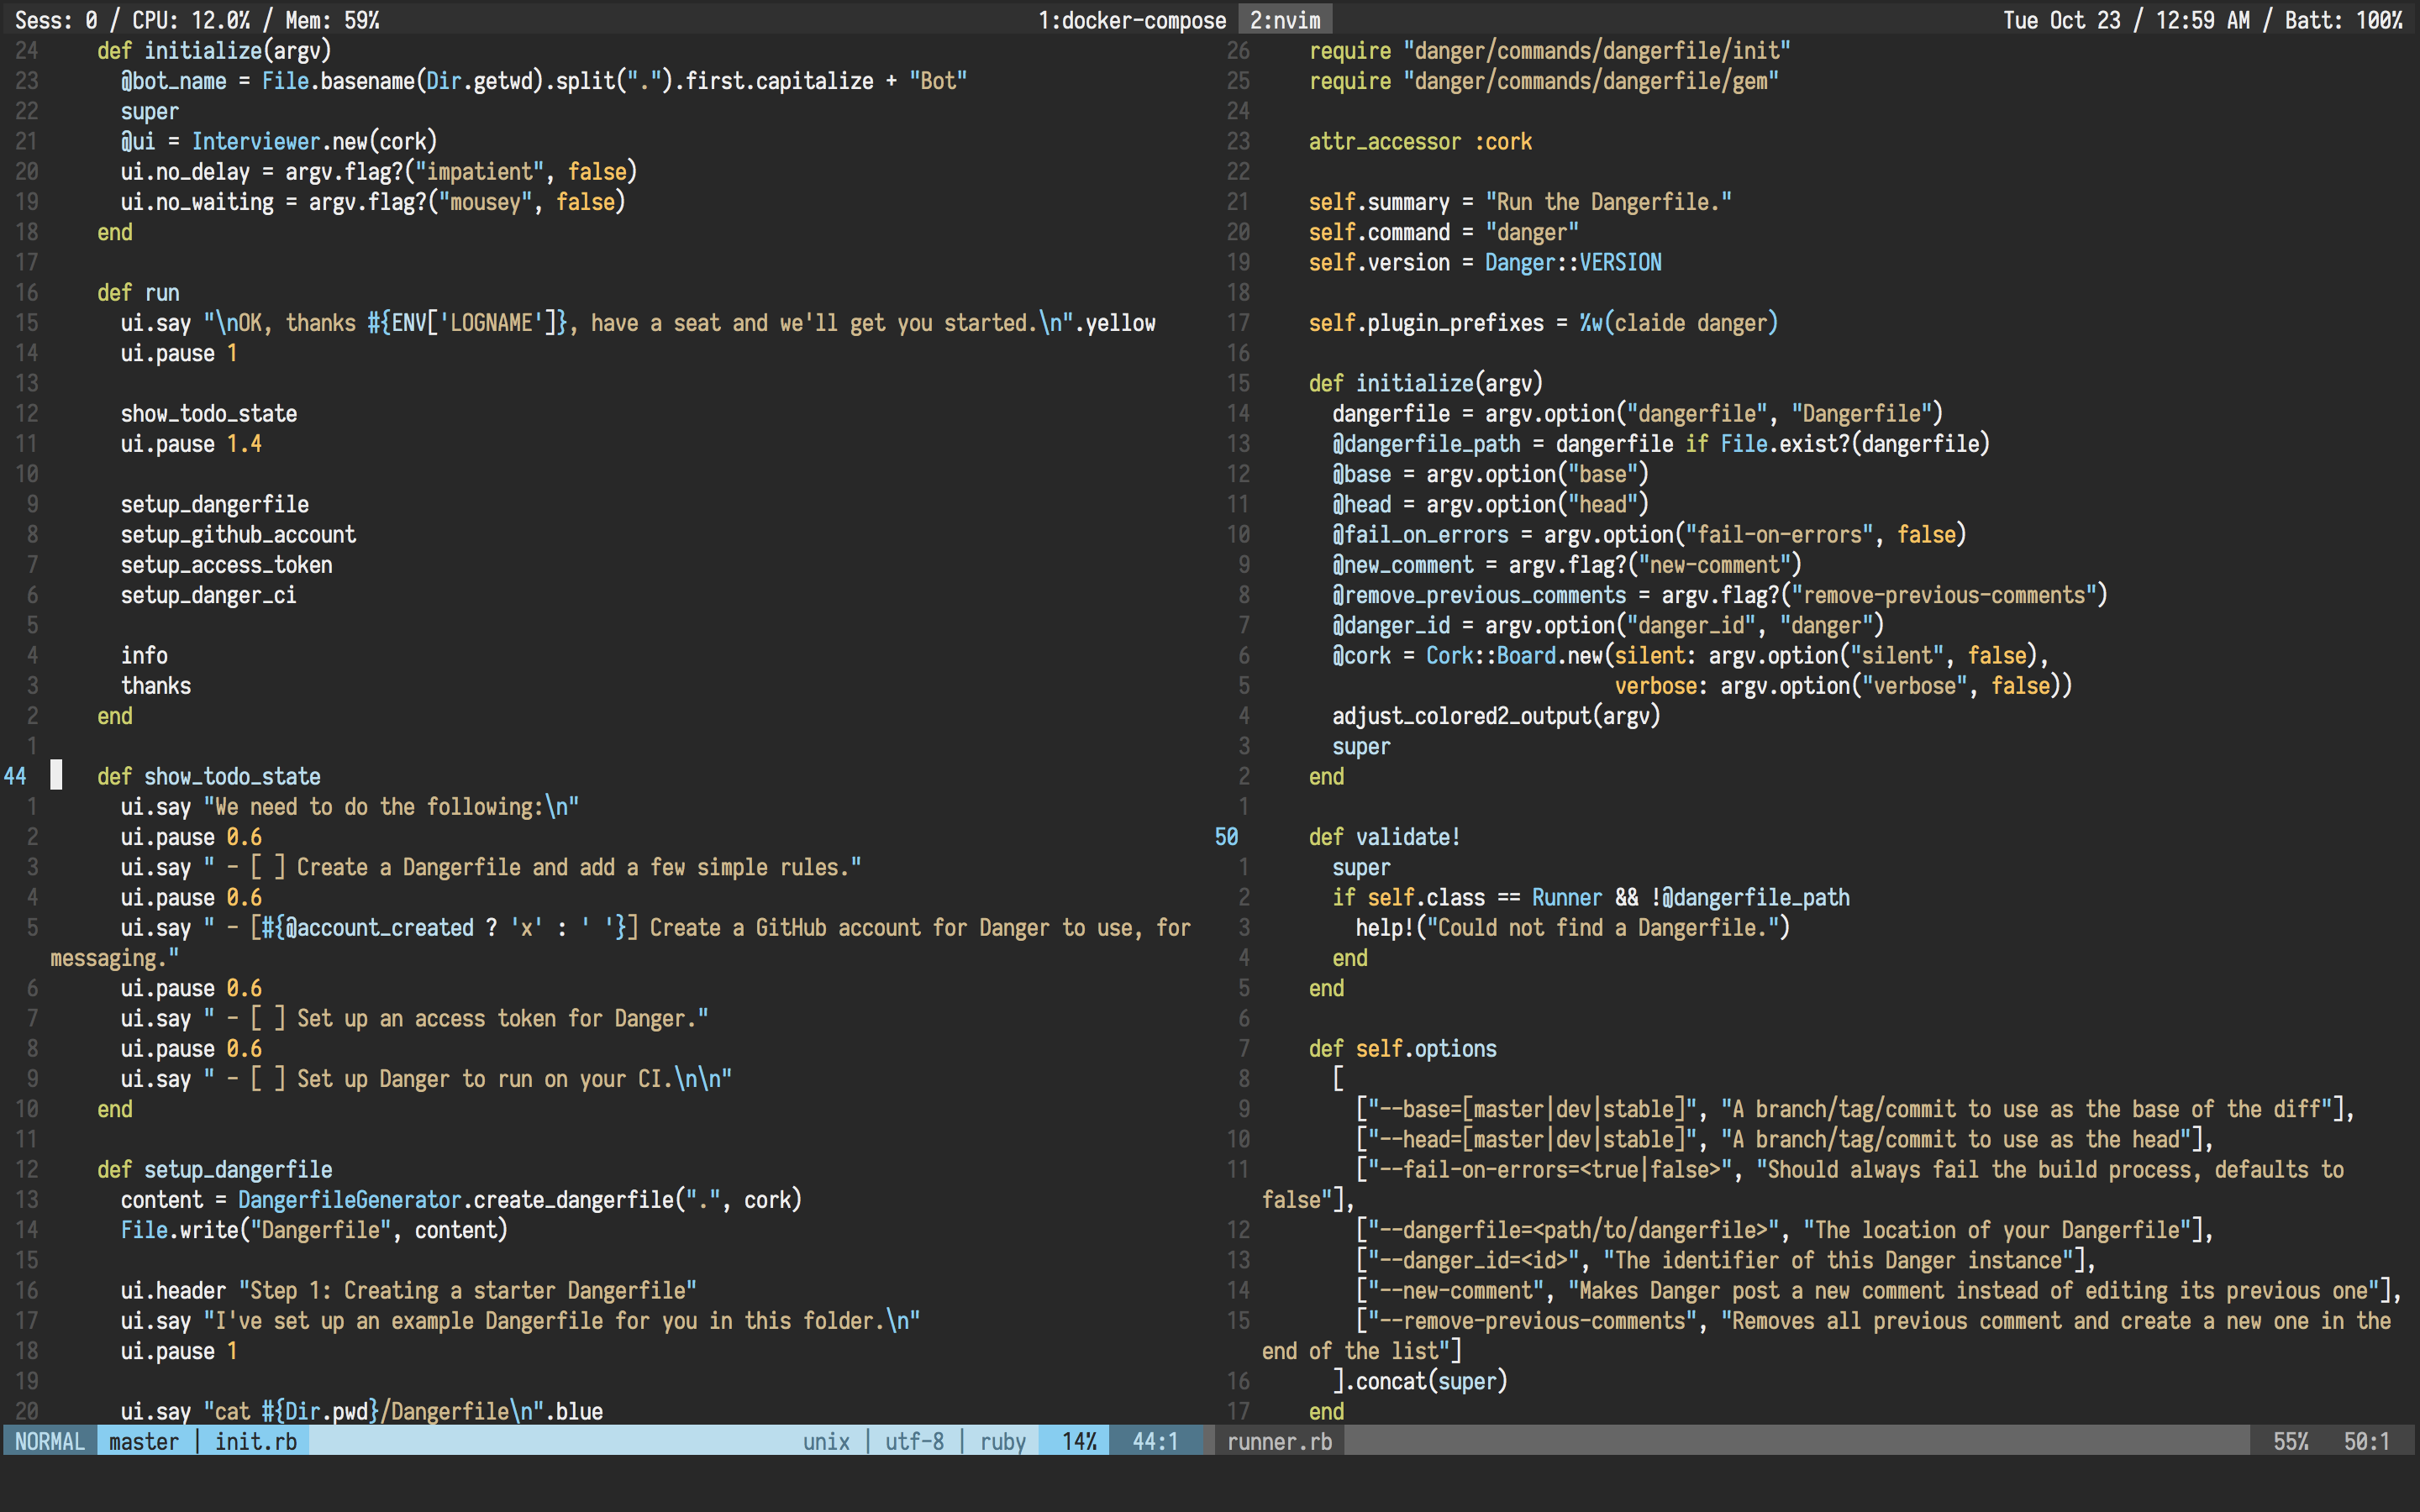 Sess: 0 / CPU: 12.0% / Mem: 59%
1:docker-compose 2:nvim
Tue Oct 23 / 12:59 AM / Batt: 100%
24 def initialize(argv)
23 @bot_name = File.basename(Dir.getwd).split(".").first.capitalize + "Bot"
22 super
21 @ui = Interviewer.new(cork)
20 ui.no_delay = argv.flag?("impatient", false)
19 ui.no_waiting = argv.flag?("mousey", false)
18 end
17
16 def run
15 ui.say "\nOK, thanks #{ENV['LOGNAME']}, have a seat and we'll get you started.\n".yellow
14 ui.pause 1
13
12 show_todo_state
11 ui.pause 1.4
10
9 setup_dangerfile
8 setup_github_account
7 setup_access_token
6 setup_danger_ci
5
4 info
3 thanks
2 end
1
44 def show_todo_state
1 ui.say "We need to do the following:\n"
2 ui.pause 0.6
3 ui.say " - [ ] Create a Dangerfile and add a few simple rules."
4 ui.pause 0.6
5 ui.say " - [#{@account_created ? 'x' : ' '}] Create a GitHub account for Danger to use, for
messaging."
6 ui.pause 0.6
7 ui.say " - [ ] Set up an access token for Danger."
8 ui.pause 0.6
9 ui.say " - [ ] Set up Danger to run on your CI.\n\n"
10 end
11
12 def setup_dangerfile
13 content = DangerfileGenerator.create_dangerfile(".", cork)
14 File.write("Dangerfile", content)
15
16 ui.header "Step 1: Creating a starter Dangerfile"
17 ui.say "I've set up an example Dangerfile for you in this folder.\n"
18 ui.pause 1
19
20 ui.say "cat #{Dir.pwd}/Dangerfile\n".blue
NORMAL master | init.rb unix | utf-8 | ruby 14% 44:1
26 require "danger/commands/dangerfile/init"
25 require "danger/commands/dangerfile/gem"
24
23 attr_accessor :cork
22
21 self.summary = "Run the Dangerfile."
20 self.command = "danger"
19 self.version = Danger::VERSION
18
17 self.plugin_prefixes = %w(claide danger)
16
15 def initialize(argv)
14 dangerfile = argv.option("dangerfile", "Dangerfile")
13 @dangerfile_path = dangerfile if File.exist?(dangerfile)
12 @base = argv.option("base")
11 @head = argv.option("head")
10 @fail_on_errors = argv.option("fail-on-errors", false)
9 @new_comment = argv.flag?("new-comment")
8 @remove_previous_comments = argv.flag?("remove-previous-comments")
7 @danger_id = argv.option("danger_id", "danger")
6 @cork = Cork::Board.new(silent: argv.option("silent", false),
5 verbose: argv.option("verbose", false))
4 adjust_colored2_output(argv)
3 super
2 end
1
50 def validate!
1 super
2 if self.class == Runner && !@dangerfile_path
3 help!("Could not find a Dangerfile.")
4 end
5 end
6
7 def self.options
8 [
9 ["--base=[master|dev|stable]", "A branch/tag/commit to use as the base of the diff"],
10 ["--head=[master|dev|stable]", "A branch/tag/commit to use as the head"],
11 ["--fail-on-errors=<true|false>", "Should always fail the build process, defaults to
false"],
12 ["--dangerfile=<path/to/dangerfile>", "The location of your Dangerfile"],
13 ["--danger_id=<id>", "The identifier of this Danger instance"],
14 ["--new-comment", "Makes Danger post a new comment instead of editing its previous one"],
15 ["--remove-previous-comments", "Removes all previous comment and create a new one in the
end of the list"]
16 ].concat(super)
17 end
runner.rb 55% 50:1